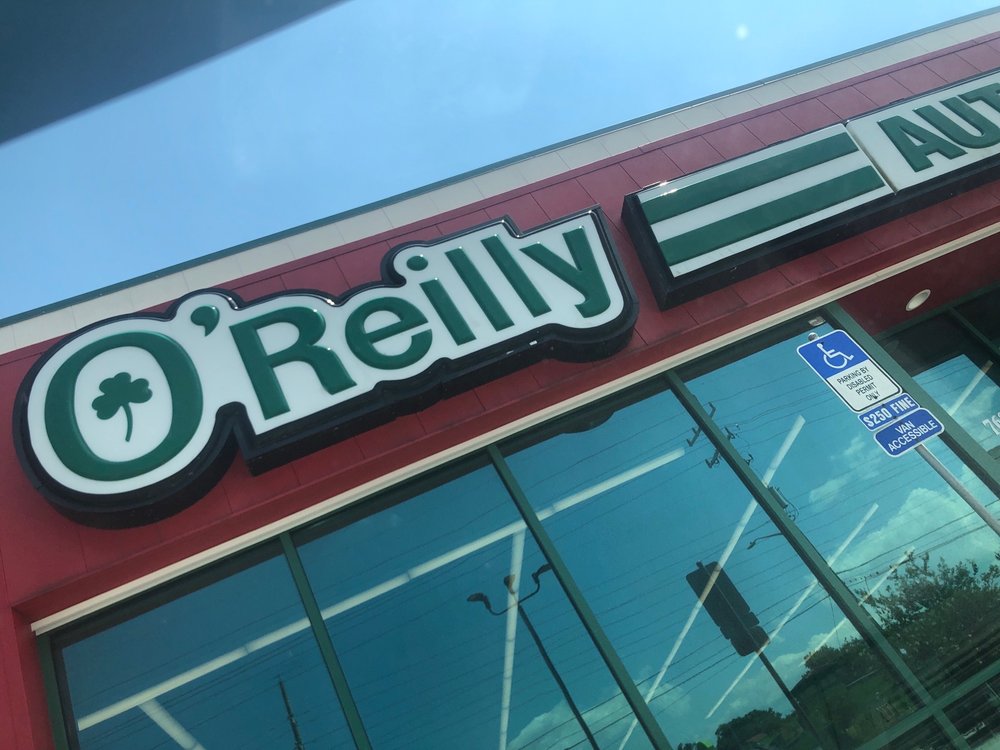 O'Reilly
AUT
PARKING BY
DISABLED
PERMIT
ONLY
$250 FINE
VAN
ACCESSIBLE